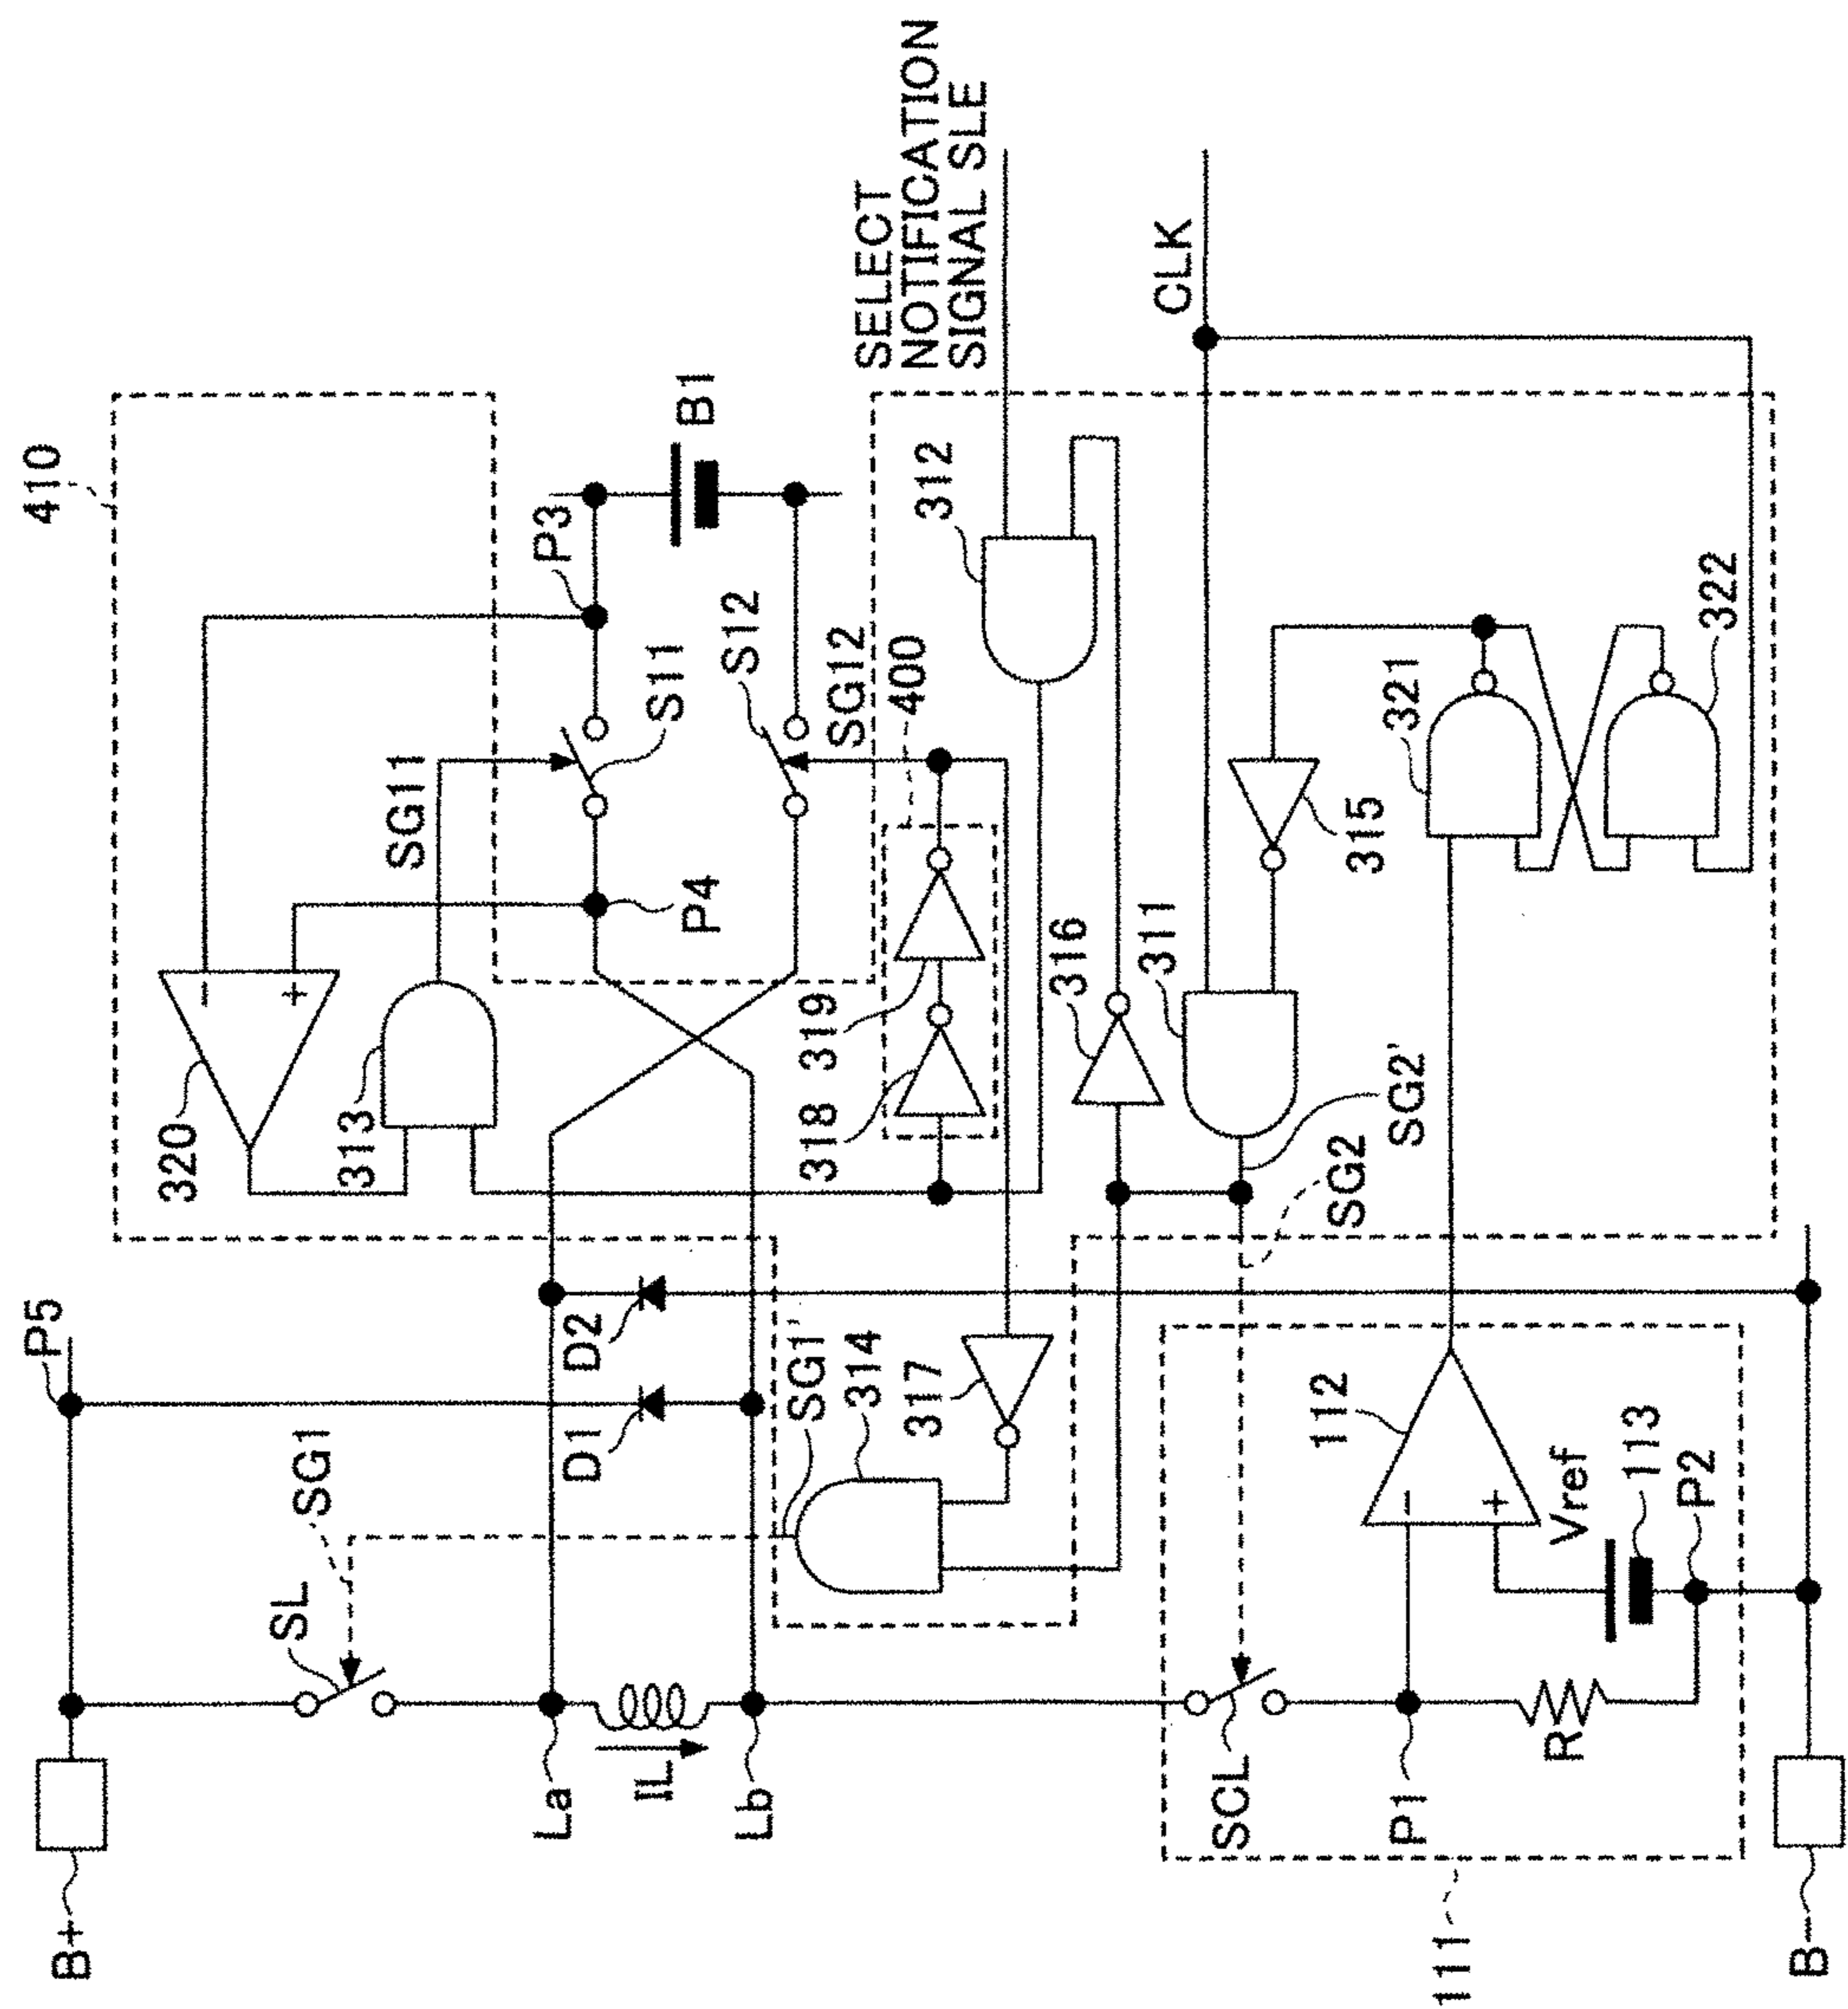 410
B+
P5
SL
SG1
320
313
SG11
P3
P4
S11
B1
S12
SG12
SELECT
NOTIFICATION
SIGNAL SLE
La
IL
Lb
D1
D2
SG1'
314
317
318
319
400
312
316
311
CLK
SCL
SG2
SG2'
315
321
322
111
P1
R
112
Vref
113
P2
B-
-
+
-
+